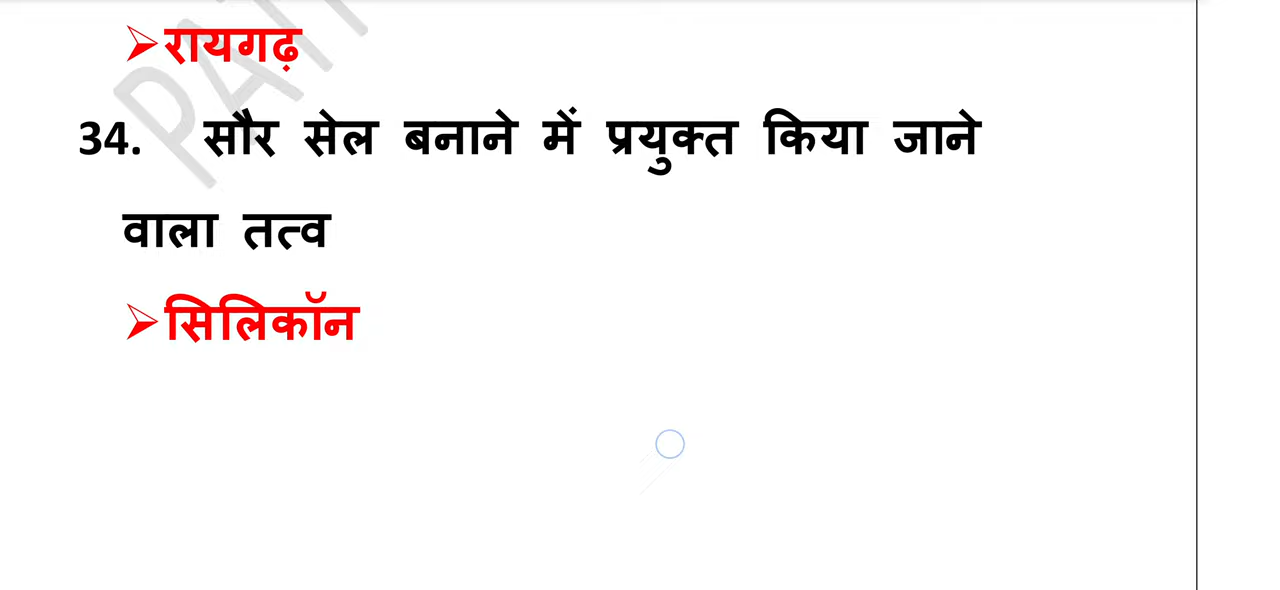 ➢रायगढ़
34. सौर सेल बनाने में प्रयुक्त किया जाने
वाला तत्व
➢सिलिकॉन